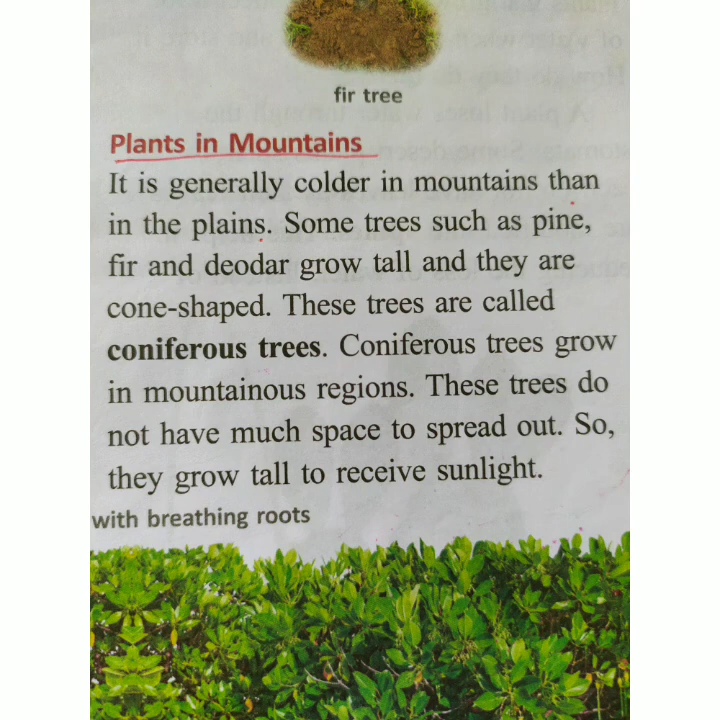 fir tree
Plants in Mountains
It is generally colder in mountains than
in the plains. Some trees such as pine,
fir and deodar grow tall and they are
cone-shaped. These trees are called
coniferous trees. Coniferous trees grow
in mountainous regions. These trees do
not have much space to spread out. So,
they grow tall to receive sunlight.
with breathing roots